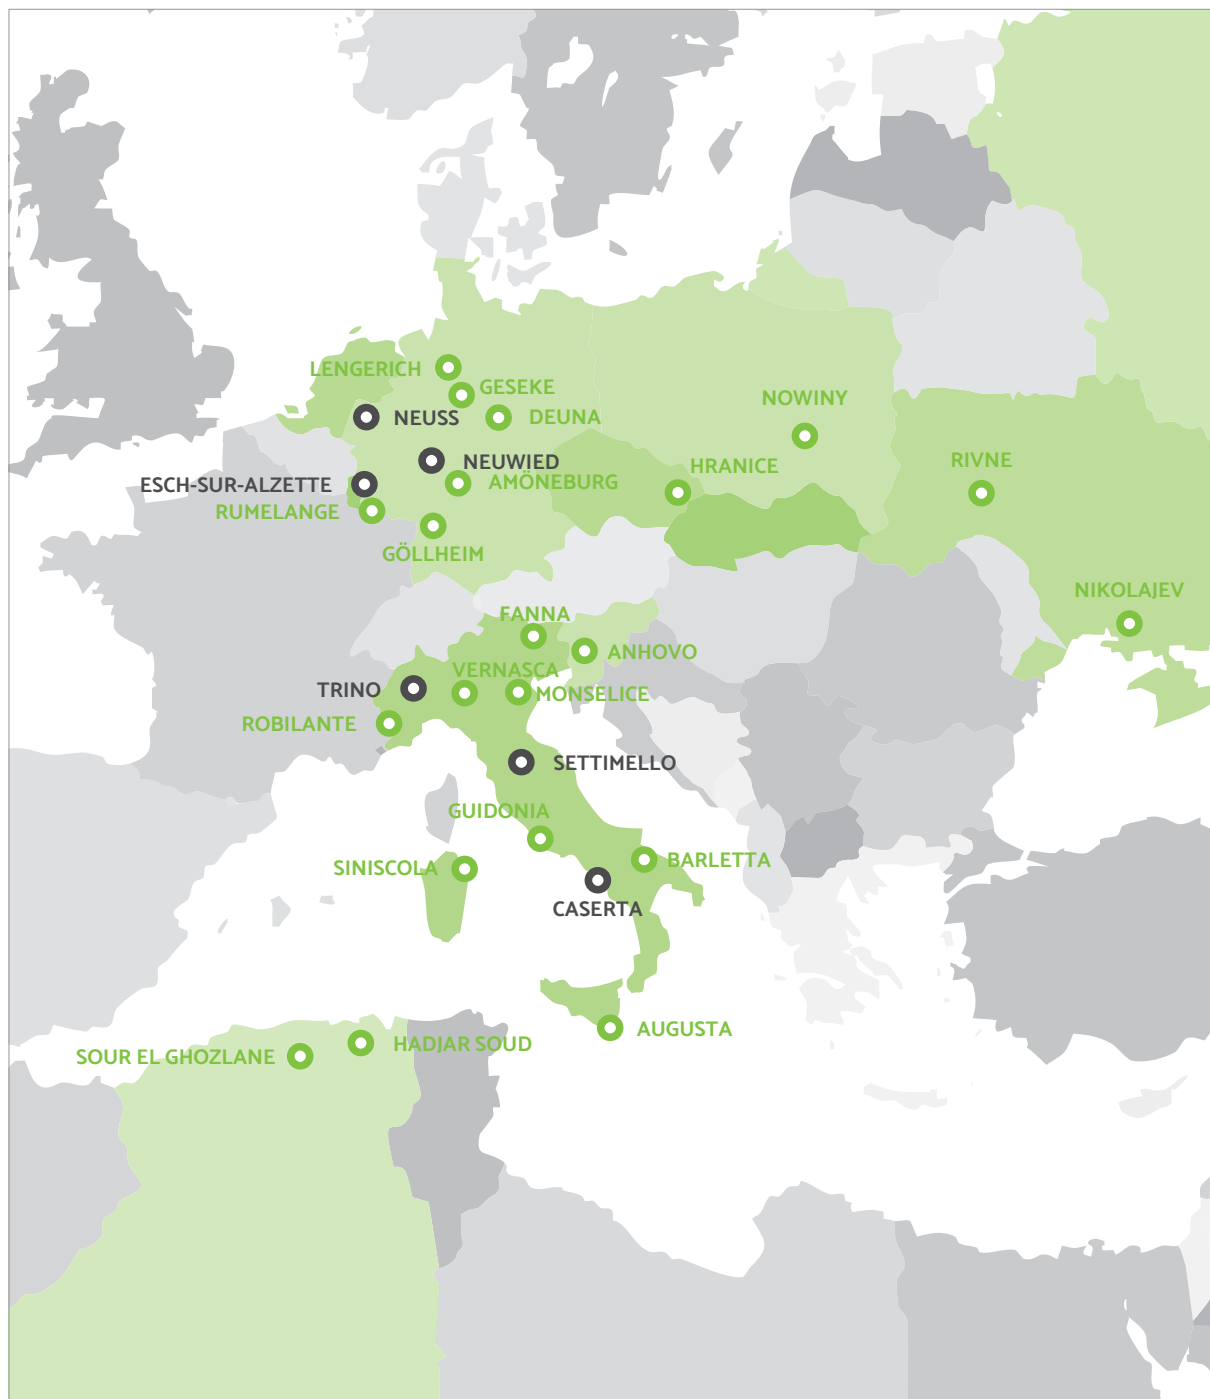 LENGERICH
GESEKE
NOWINY
NEUSS
DEUNA
RIVNE
NEUWIED
HRANICE
ESCH-SUR-ALZETTE
AMÖNEBURG
RUMELANGE
GÖLLHEIM
NIKOLAJEV
FANNA
ANHOVO
VERNASCA
TRINO
MONSELICE
ROBILANTE
SETTIMELLO
GUIDONIA
BARLETTA
SINISCOLA
CASERTA
AUGUSTA
HADJAR SOUD
SOUR EL GHOZLANE